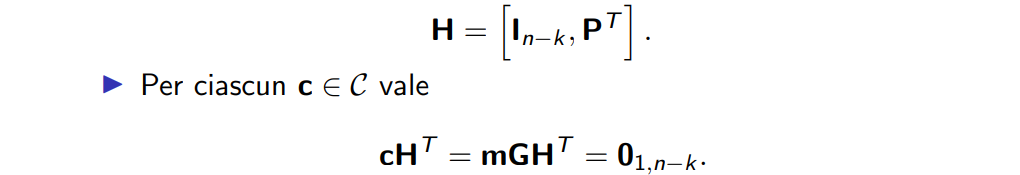 H = [I_{n−k}, P^T].
▶ Per ciascun c ∈ 𝒞 vale
cH^T = mGH^T = 0_{1,n−k}.